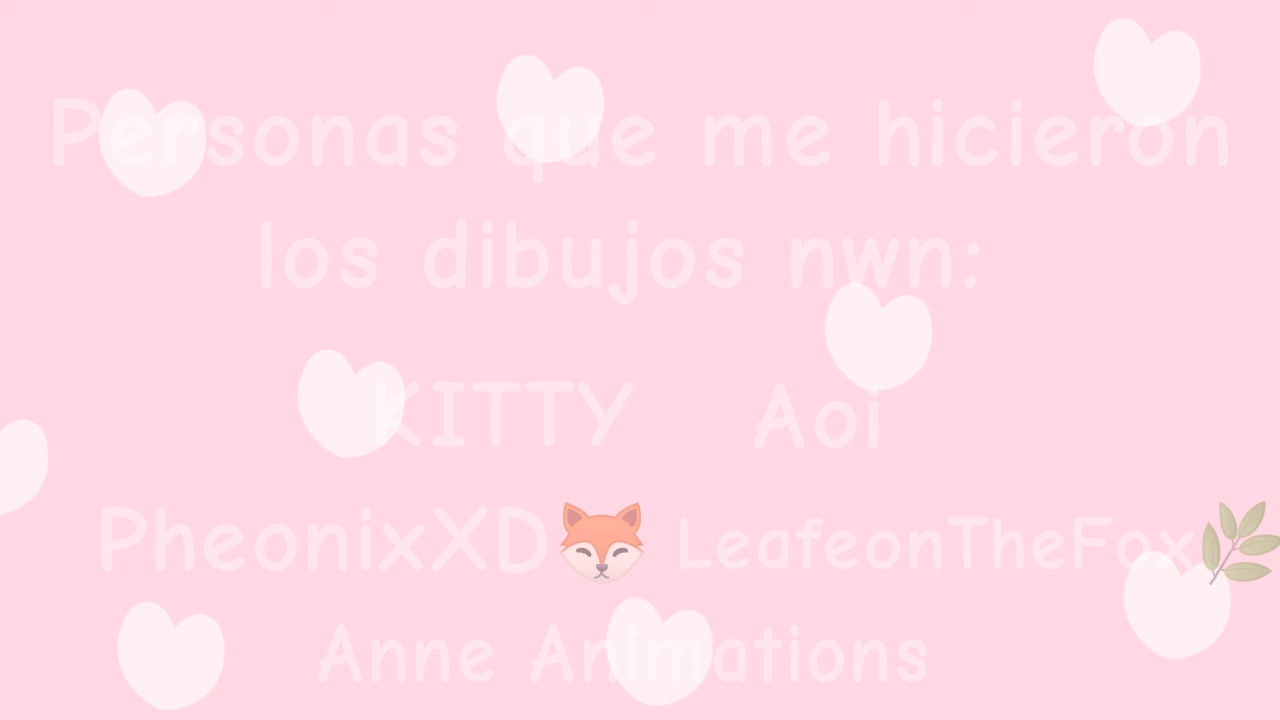 Personas que me hicieron
los dibujos nwn:
KITTY Aoi
PheonixXD🦊 LeafeonTheFox🌿
Anne Animations